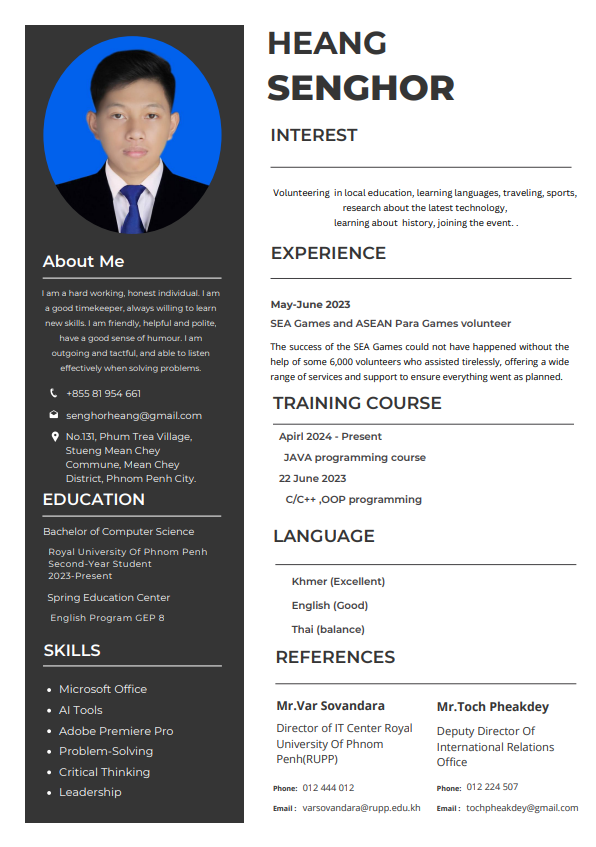 HEANG
SENGHOR
About Me
I am a hard working, honest individual. I am
a good timekeeper, always willing to learn
new skills. I am friendly, helpful and polite,
have a good sense of humour. I am
outgoing and tactful, and able to listen
effectively when solving problems.
+855 81 954 661
senghorheang@gmail.com
No.131, Phum Trea Village,
Stueng Mean Chey
Commune, Mean Chey
District, Phnom Penh City.
EDUCATION
Bachelor of Computer Science
Royal University Of Phnom Penh
Second-Year Student
2023-Present
Spring Education Center
English Program GEP 8
SKILLS
• Microsoft Office
• AI Tools
• Adobe Premiere Pro
• Problem-Solving
• Critical Thinking
• Leadership
INTEREST
Volunteering in local education, learning languages, traveling, sports,
research about the latest technology,
learning about history, joining the event. .
EXPERIENCE
May-June 2023
SEA Games and ASEAN Para Games volunteer
The success of the SEA Games could not have happened without the
help of some 6,000 volunteers who assisted tirelessly, offering a wide
range of services and support to ensure everything went as planned.
TRAINING COURSE
Apirl 2024 - Present
JAVA programming course
22 June 2023
C/C++ ,OOP programming
LANGUAGE
Khmer (Excellent)
English (Good)
Thai (balance)
REFERENCES
Mr.Var Sovandara
Director of IT Center Royal
University Of Phnom
Penh(RUPP)
Phone: 012 444 012
Email : varsovandara@rupp.edu.kh
Mr.Toch Pheakdey
Deputy Director Of
International Relations
Office
Phone: 012 224 507
Email : tochpheakdey@gmail.com